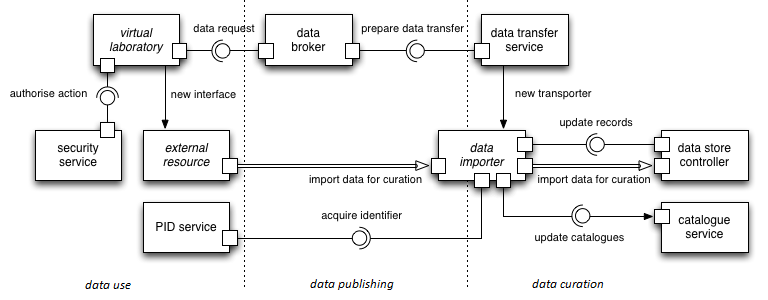 virtual
laboratory
data request
data
broker
prepare data transfer
data transfer
service
authorise action
new interface
new transporter
update records
security
service
external
resource
data
importer
data store
controller
import data for curation
import data for curation
PID service
acquire identifier
catalogue
service
update catalogues
data use
data publishing
data curation